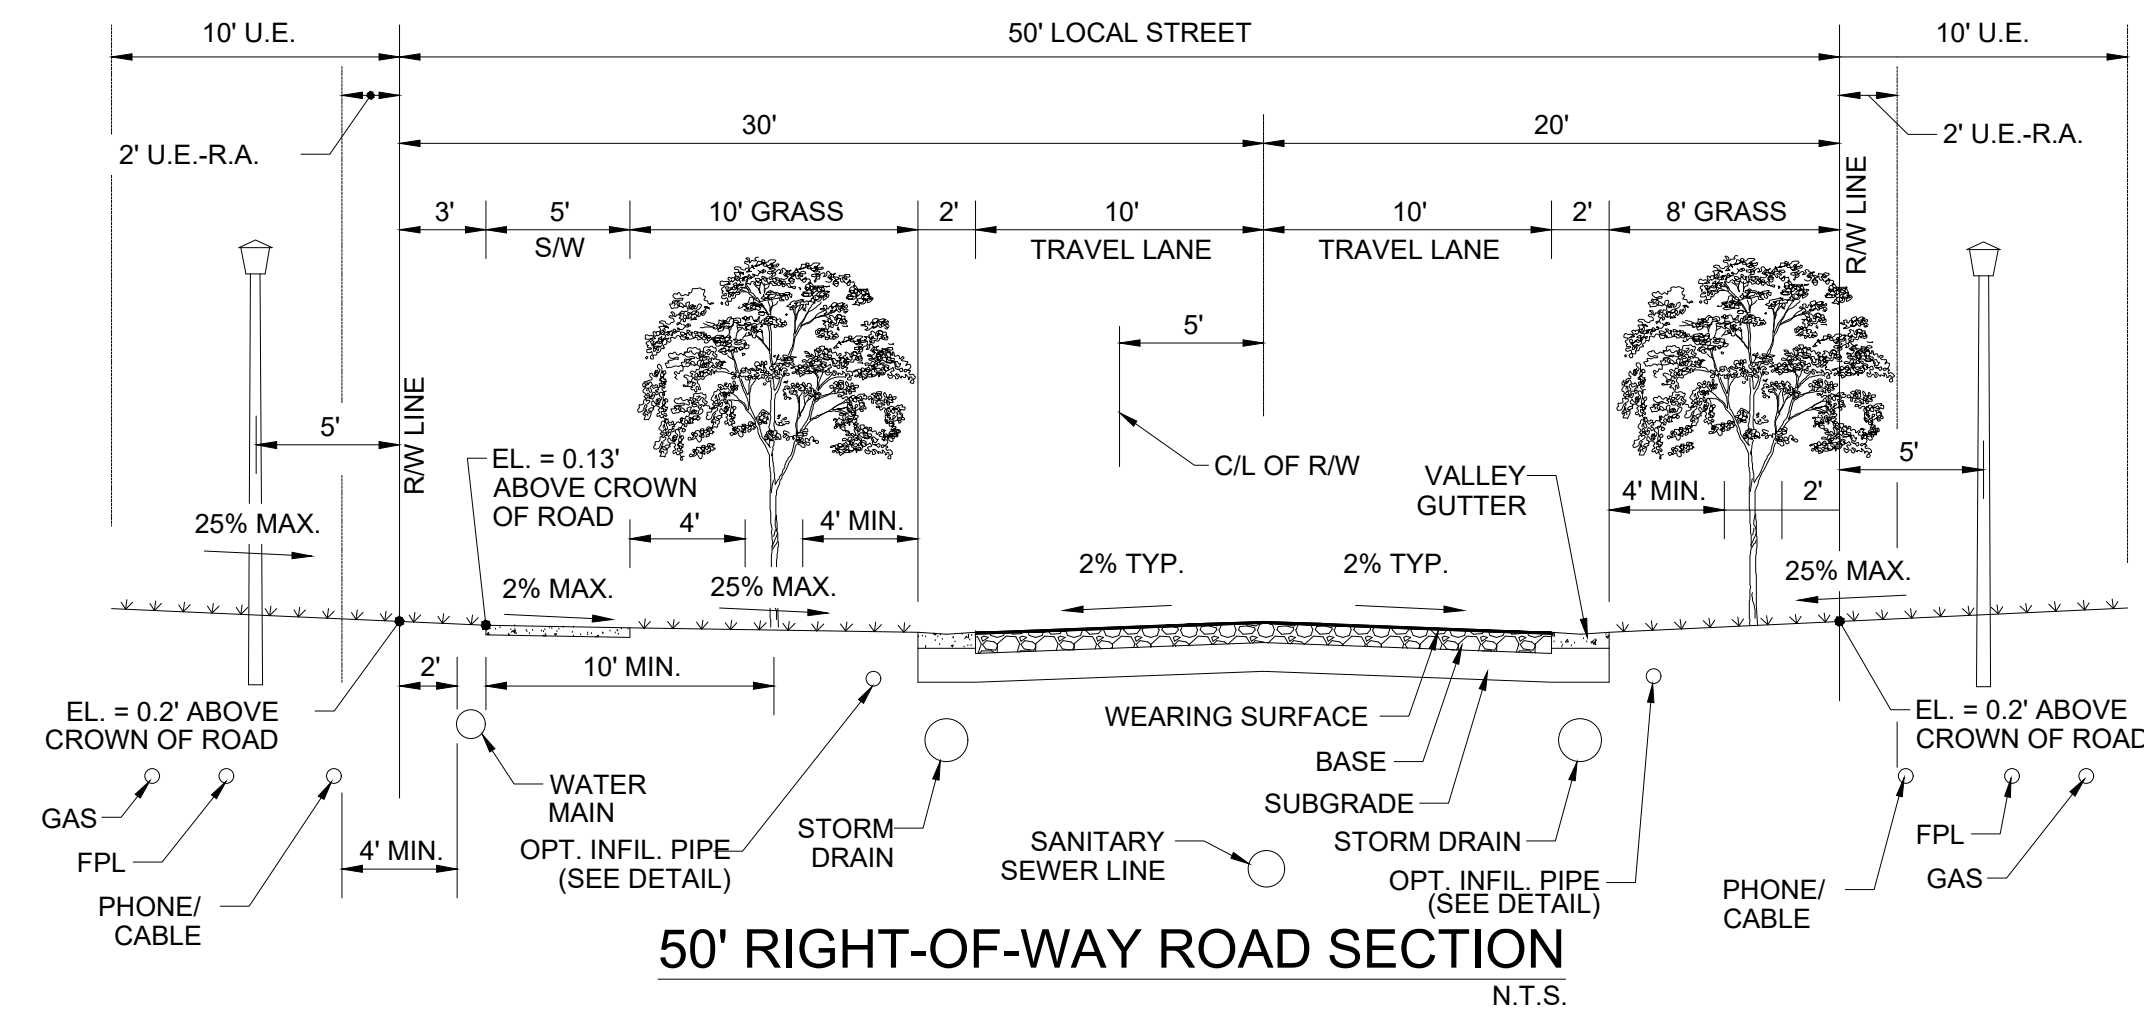 10' U.E.
50' LOCAL STREET
10' U.E.
2' U.E.-R.A.
30'
20'
2' U.E.-R.A.
R/W LINE
3'
5'
S/W
10' GRASS
2'
10'
TRAVEL LANE
10'
TRAVEL LANE
2'
8' GRASS
5'
5'
R/W LINE
C/L OF R/W
5'
EL. = 0.13'
ABOVE CROWN
OF ROAD
VALLEY
GUTTER
4' MIN.
2'
25% MAX.
4'
4' MIN.
2% MAX.
25% MAX.
2% TYP.
2% TYP.
25% MAX.
2'
10' MIN.
EL. = 0.2' ABOVE
CROWN OF ROAD
WEARING SURFACE
EL. = 0.2' ABOVE
CROWN OF ROAD
BASE
WATER
MAIN
SUBGRADE
GAS
FPL
PHONE/
CABLE
4' MIN.
OPT. INFIL. PIPE
(SEE DETAIL)
STORM
DRAIN
SANITARY
SEWER LINE
STORM DRAIN
OPT. INFIL. PIPE
(SEE DETAIL)
PHONE/
CABLE
FPL
GAS
50' RIGHT-OF-WAY ROAD SECTION
N.T.S.